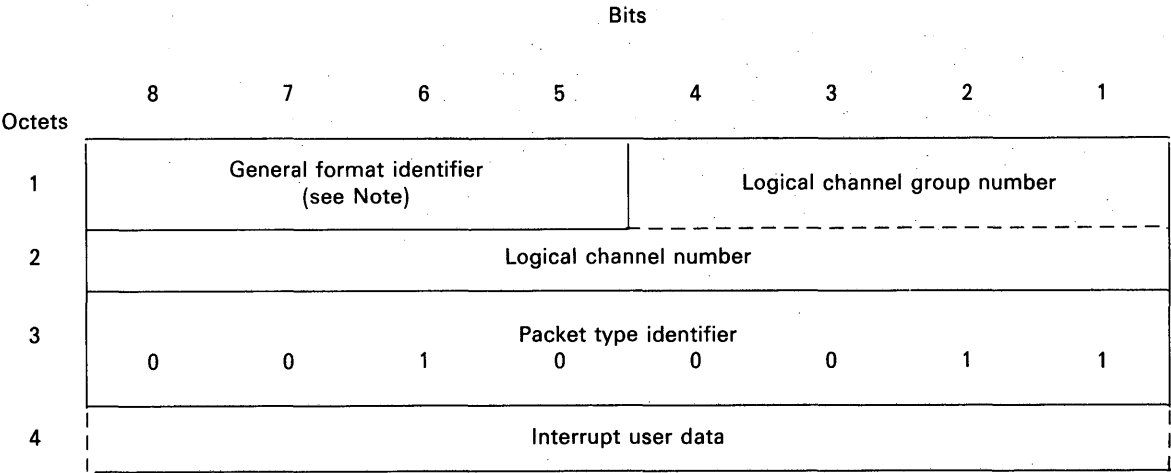 Bits
8 7 6 5 4 3 2 1
Octets
1 General format identifier Logical channel group number
(see Note)
2 Logical channel number
3 Packet type identifier
0 0 1 0 0 0 1 1
4 Interrupt user data